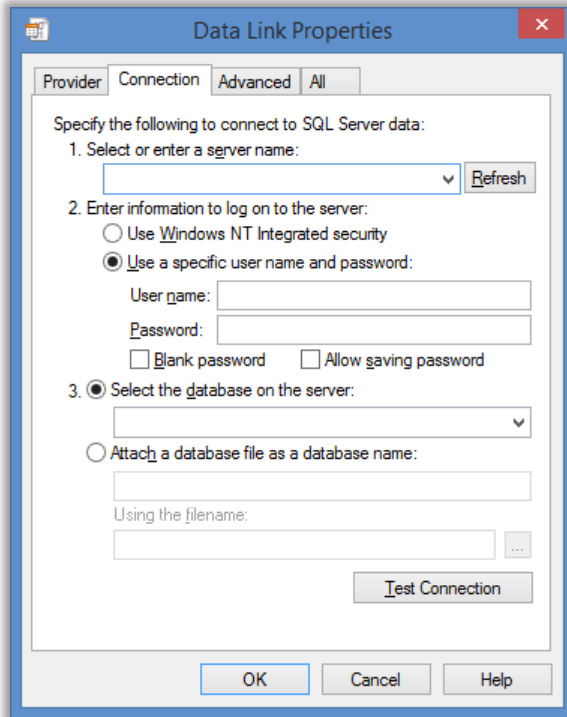 Data Link Properties
Provider Connection Advanced All
Specify the following to connect to SQL Server data:
1. Select or enter a server name:
Refresh
2. Enter information to log on to the server:
Use Windows NT Integrated security
Use a specific user name and password:
User name:
Password:
Blank password Allow saving password
3. Select the database on the server:
Attach a database file as a database name:
Using the filename:
...
Test Connection
OK Cancel Help